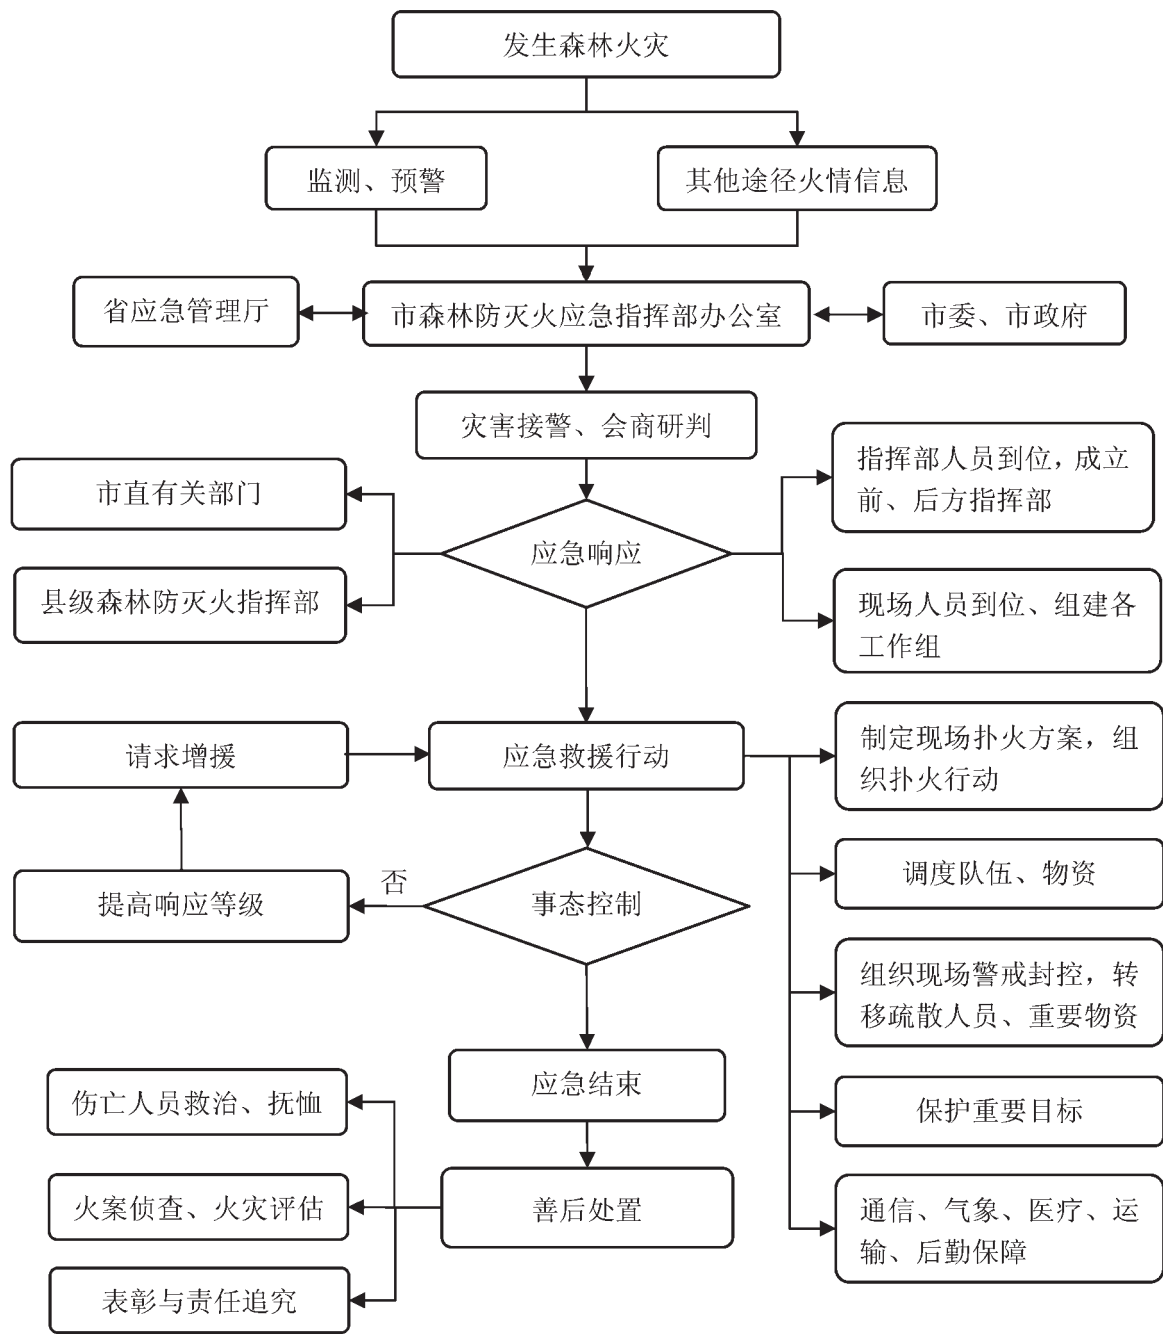 发生森林火灾
监测、预警
其他途径火情信息
省应急管理厅
市森林防灭火应急指挥部办公室
市委、市政府
灾害接警、会商研判
市直有关部门
指挥部人员到位，成立
前、后方指挥部
应急响应
县级森林防灭火指挥部
现场人员到位、组建各
工作组
请求增援
应急救援行动
制定现场扑火方案，组
织扑火行动
调度队伍、物资
否
提高响应等级
事态控制
组织现场警戒封控，转
移疏散人员、重要物资
应急结束
伤亡人员救治、抚恤
保护重要目标
火案侦查、火灾评估
善后处置
通信、气象、医疗、运
输、后勤保障
表彰与责任追究